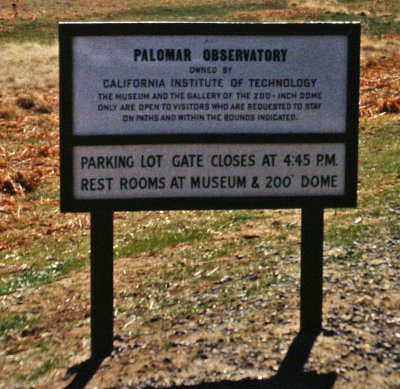 PALOMAR OBSERVATORY
OWNED BY
CALIFORNIA INSTITUTE OF TECHNOLOGY
THE MUSEUM AND THE GALLERY OF THE 200-INCH DOME
ONLY ARE OPEN TO VISITORS WHO ARE REQUESTED TO STAY
ON PATHS AND WITHIN THE BOUNDS INDICATED.
PARKING LOT GATE CLOSES AT 4:45 P.M.
REST ROOMS AT MUSEUM & 200" DOME